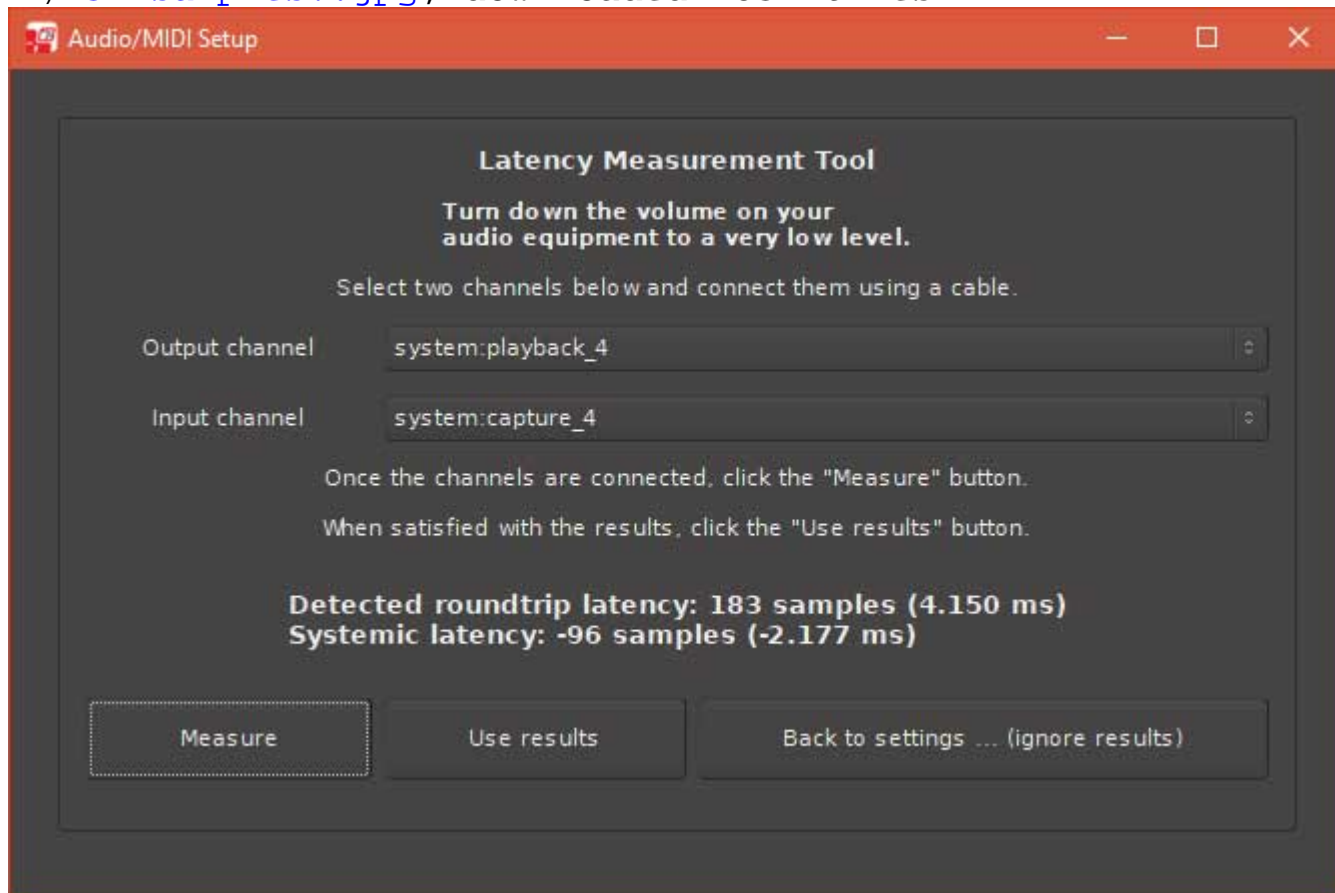 Audio/MIDI Setup
Latency Measurement Tool
Turn down the volume on your
audio equipment to a very low level.
Select two channels below and connect them using a cable.
Output channel system:playback_4
Input channel system:capture_4
Once the channels are connected, click the "Measure" button.
When satisfied with the results, click the "Use results" button.
Detected roundtrip latency: 183 samples (4.150 ms)
Systemic latency: -96 samples (-2.177 ms)
Measure Use results Back to settings ... (ignore results)